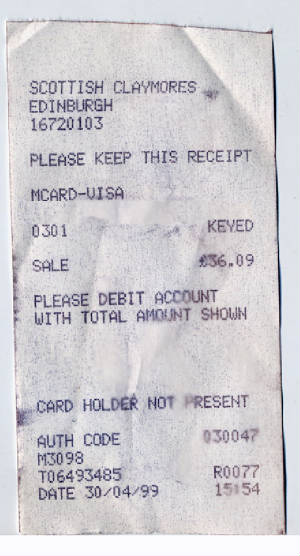 SCOTTISH CLAYMORES
EDINBURGH
16720103
PLEASE KEEP THIS RECEIPT
MCARD-VISA
0301 KEYED
SALE £36.09
PLEASE DEBIT ACCOUNT
WITH TOTAL AMOUNT SHOWN
CARD HOLDER NOT PRESENT
AUTH CODE 030047
M3098
T06493485 R0077
DATE 30/04/99 15:54